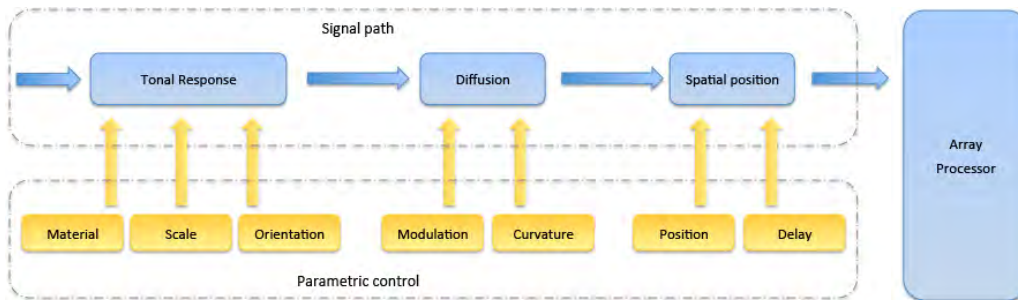 Signal path
Tonal Response
Diffusion
Spatial position
Array
Processor
Material
Scale
Orientation
Modulation
Curvature
Position
Delay
Parametric control